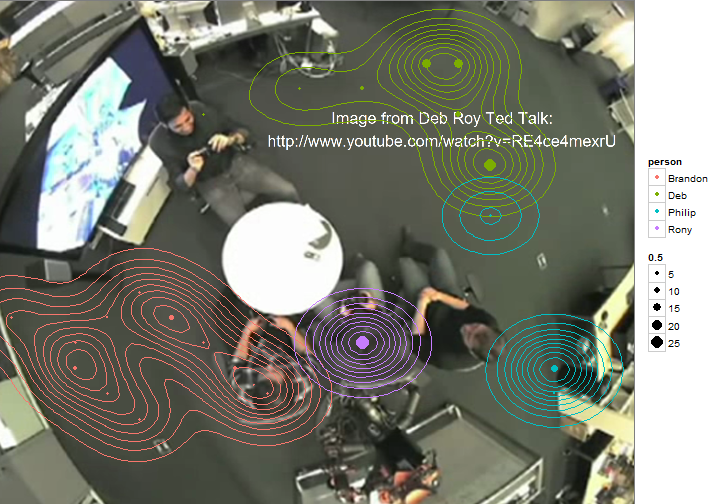 Image from Deb Roy Ted Talk:
http://www.youtube.com/watch?v=RE4ce4mexrU
person
Brandon
Deb
Philip
Rony
0.5
5
10
15
20
25